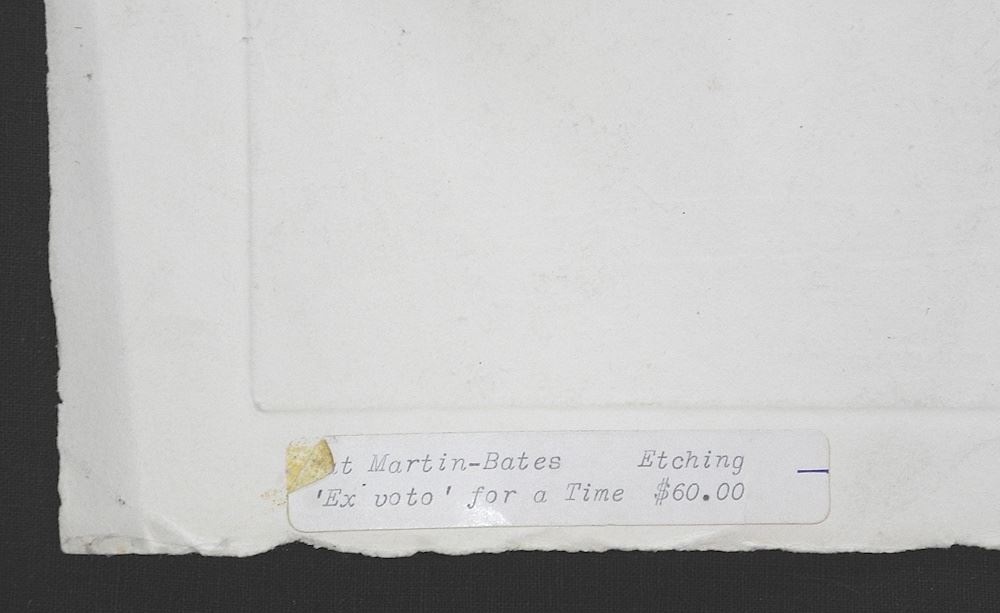 Martin-Bates Etching
'Ex voto' for a Time $60.00